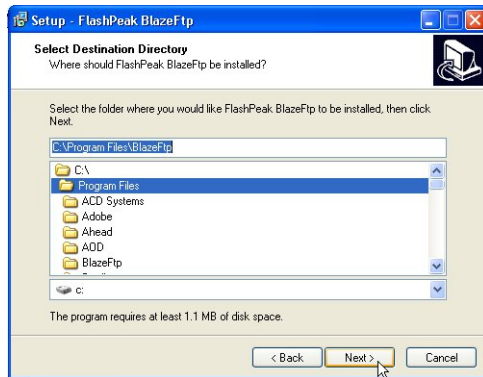 Setup - FlashPeak BlazeFtp
Select Destination Directory
Where should FlashPeak BlazeFtp be installed?
Select the folder where you would like FlashPeak BlazeFtp to be installed, then click
Next.
C:\Program Files\BlazeFtp
C:\
Program Files
ACD Systems
Adobe
Ahead
AOD
BlazeFtp
c:
The program requires at least 1.1 MB of disk space.
< Back
Next >
Cancel